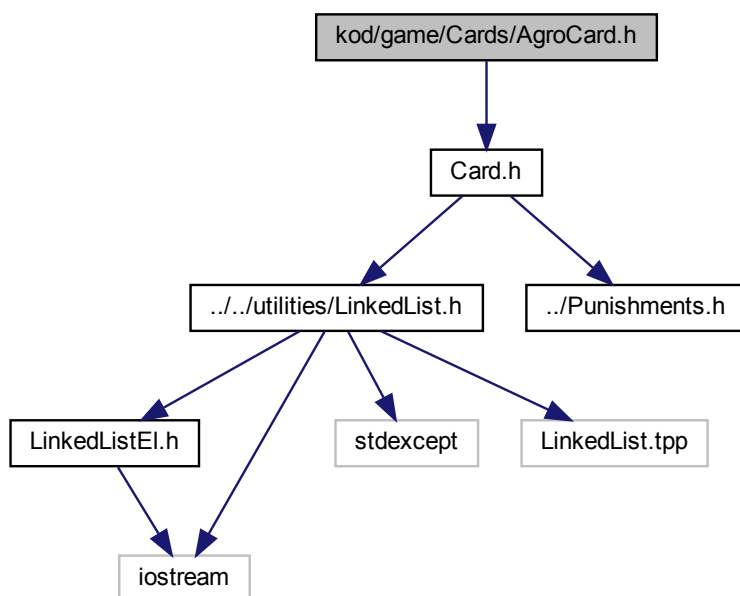 kod/game/Cards/AgroCard.h
Card.h
../../utilities/LinkedList.h
../Punishments.h
LinkedListEl.h
stdexcept
LinkedList.tpp
iostream